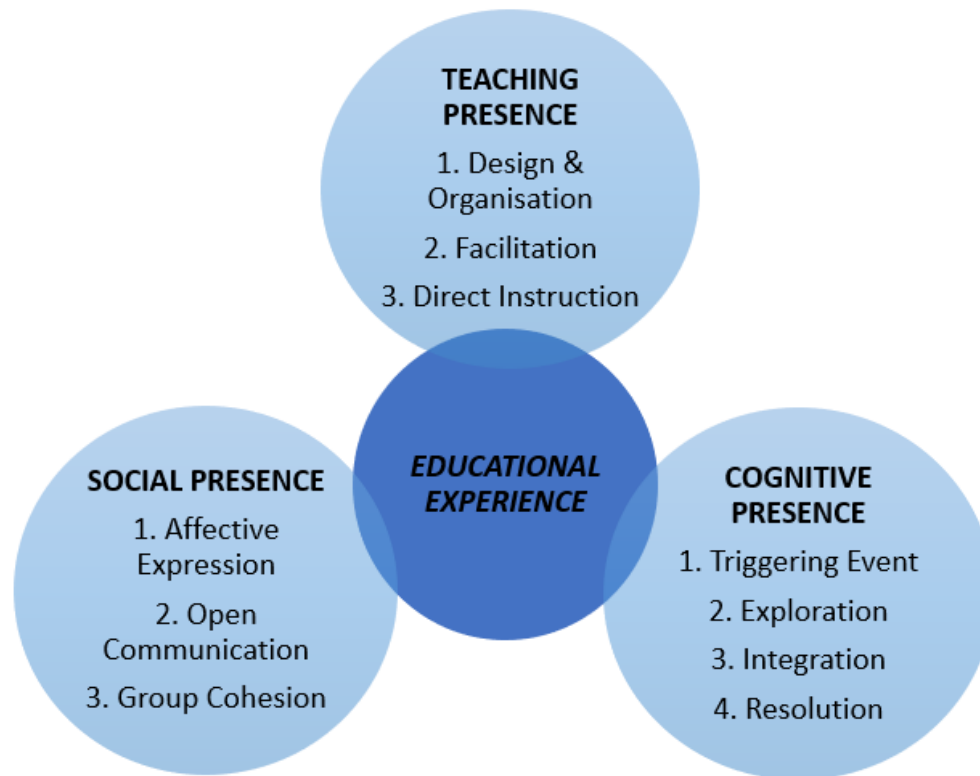 TEACHING
PRESENCE
1. Design &
Organisation
2. Facilitation
3. Direct Instruction
EDUCATIONAL
EXPERIENCE
SOCIAL PRESENCE
1. Affective
Expression
2. Open
Communication
3. Group Cohesion
COGNITIVE
PRESENCE
1. Triggering Event
2. Exploration
3. Integration
4. Resolution